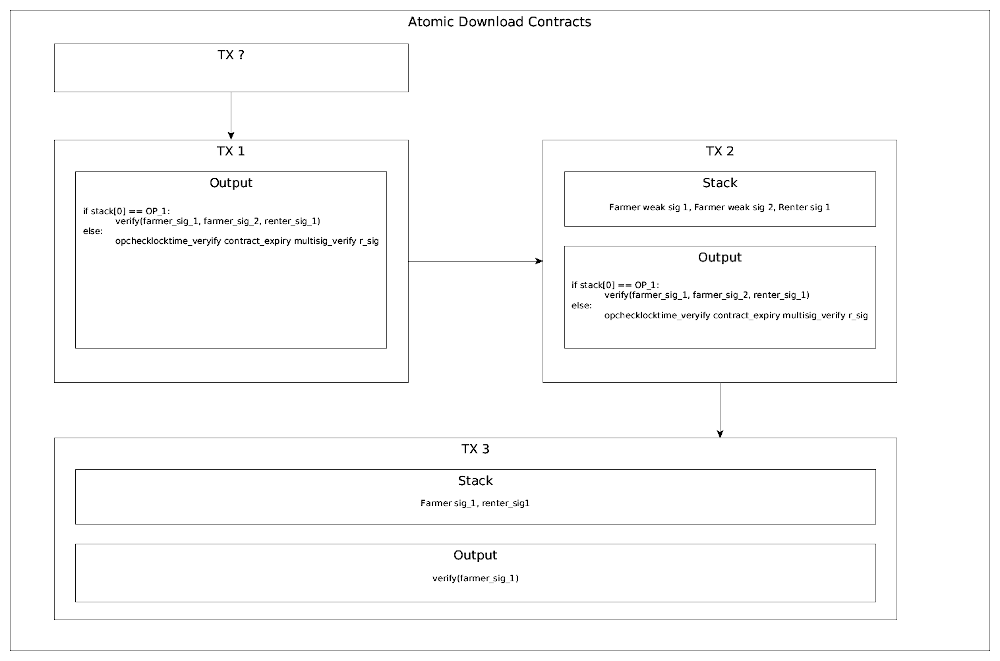 Atomic Download Contracts
TX ?
TX 1
Output
if stack[0] == OP_1:
verify(farmer_sig_1, farmer_sig_2, renter_sig_1)
else:
opchecklocktime_veryify contract_expiry multisig_verify r_sig
TX 2
Stack
Farmer weak sig 1, Farmer weak sig 2, Renter sig 1
Output
if stack[0] == OP_1:
verify(farmer_sig_1, farmer_sig_2, renter_sig_1)
else:
opchecklocktime_veryify contract_expiry multisig_verify r_sig
TX 3
Stack
Farmer sig_1, renter_sig1
Output
verify(farmer_sig_1)